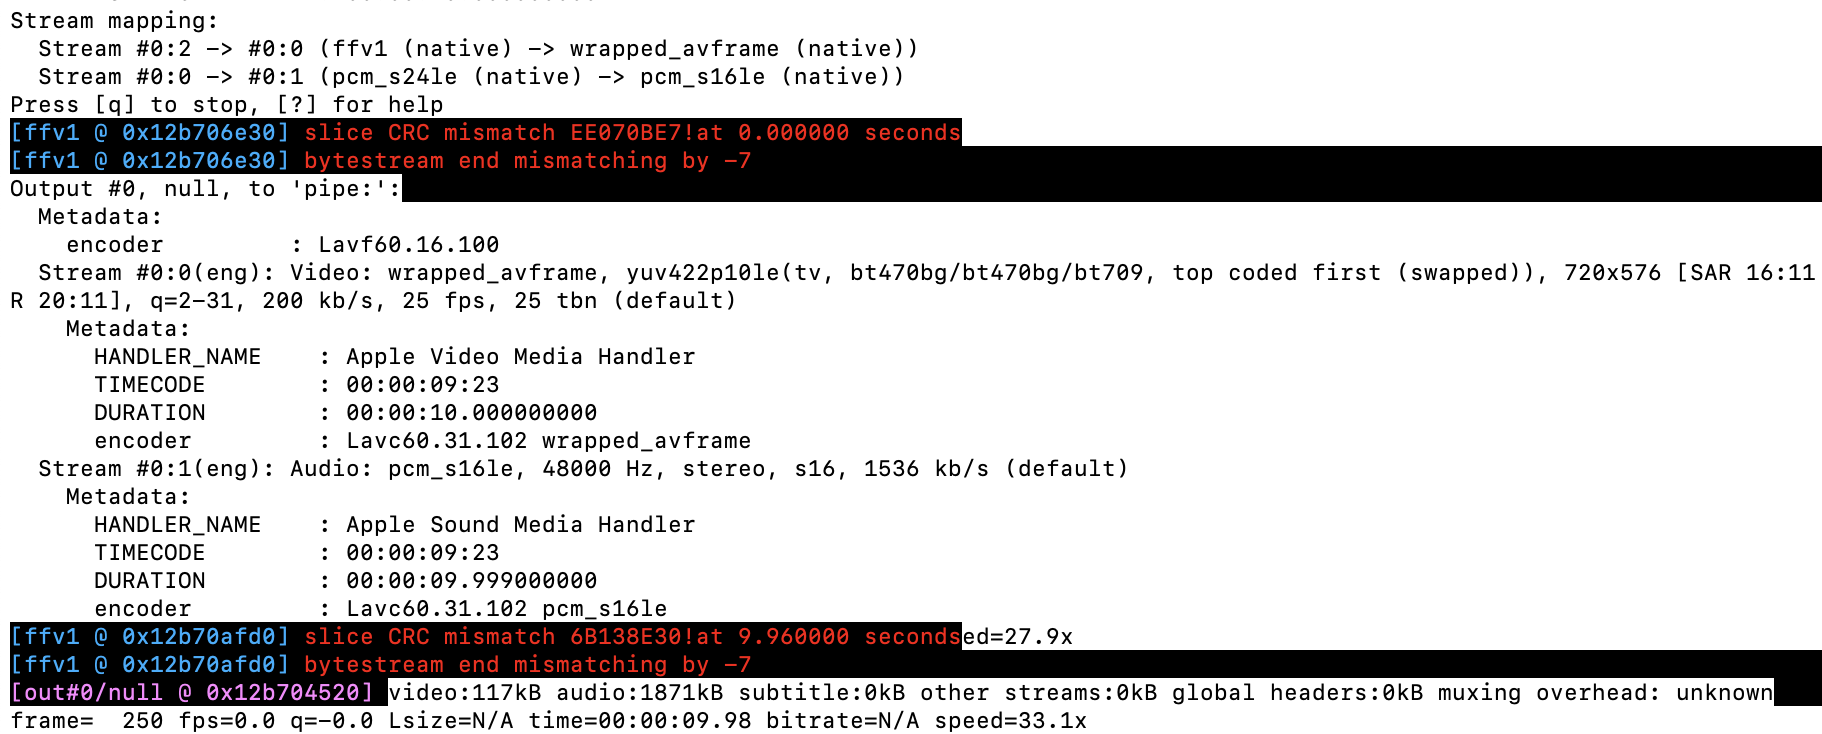 Stream mapping:
  Stream #0:2 -> #0:0 (ffv1 (native) -> wrapped_avframe (native))
  Stream #0:0 -> #0:1 (pcm_s24le (native) -> pcm_s16le (native))
Press [q] to stop, [?] for help
[ffv1 @ 0x12b706e30] slice CRC mismatch EE070BE7!at 0.000000 seconds
[ffv1 @ 0x12b706e30] bytestream end mismatching by -7
Output #0, null, to 'pipe:':
  Metadata:
    encoder         : Lavf60.16.100
  Stream #0:0(eng): Video: wrapped_avframe, yuv422p10le(tv, bt470bg/bt470bg/bt709, top coded first (swapped)), 720x576 [SAR 16:11
R 20:11], q=2-31, 200 kb/s, 25 fps, 25 tbn (default)
    Metadata:
      HANDLER_NAME    : Apple Video Media Handler
      TIMECODE        : 00:00:09:23
      DURATION        : 00:00:10.000000000
      encoder         : Lavc60.31.102 wrapped_avframe
  Stream #0:1(eng): Audio: pcm_s16le, 48000 Hz, stereo, s16, 1536 kb/s (default)
    Metadata:
      HANDLER_NAME    : Apple Sound Media Handler
      TIMECODE        : 00:00:09:23
      DURATION        : 00:00:09.999000000
      encoder         : Lavc60.31.102 pcm_s16le
[ffv1 @ 0x12b70afd0] slice CRC mismatch 6B138E30!at 9.960000 secondsed=27.9x
[ffv1 @ 0x12b70afd0] bytestream end mismatching by -7
[out#0/null @ 0x12b704520] video:117kB audio:1871kB subtitle:0kB other streams:0kB global headers:0kB muxing overhead: unknown
frame=  250 fps=0.0 q=-0.0 Lsize=N/A time=00:00:09.98 bitrate=N/A speed=33.1x